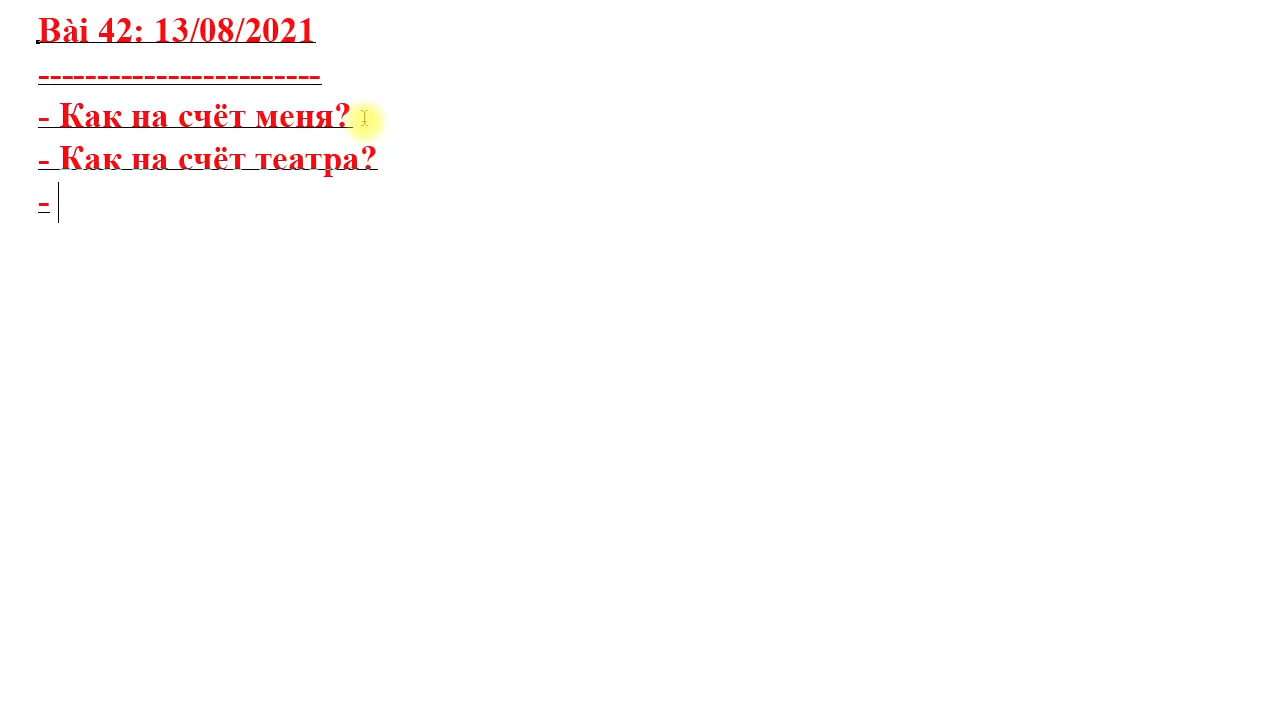 Bài 42: 13/08/2021
------------------------
- Как на счёт меня?
- Как на счёт театра?
-